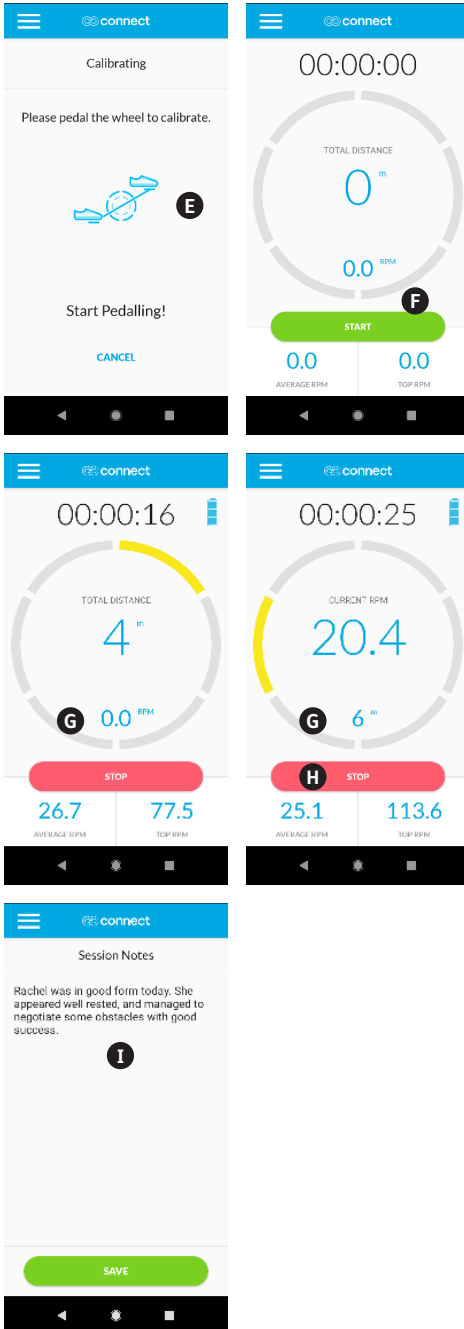 connect
Calibrating
Please pedal the wheel to calibrate.
E
Start Pedalling!
CANCEL
connect
00:00:00
TOTAL DISTANCE
0 m
0.0 RPM
F
START
0.0 0.0
AVERAGE RPM TOP RPM
connect
00:00:16
TOTAL DISTANCE
4 m
G 0.0 RPM
STOP
26.7 77.5
AVERAGE RPM TOP RPM
connect
00:00:25
CURRENT RPM
20.4
G 6 m
H STOP
25.1 113.6
AVERAGE RPM TOP RPM
connect
Session Notes
Rachel was in good form today. She
appeared well rested, and managed to
negotiate some obstacles with good
success.
I
SAVE